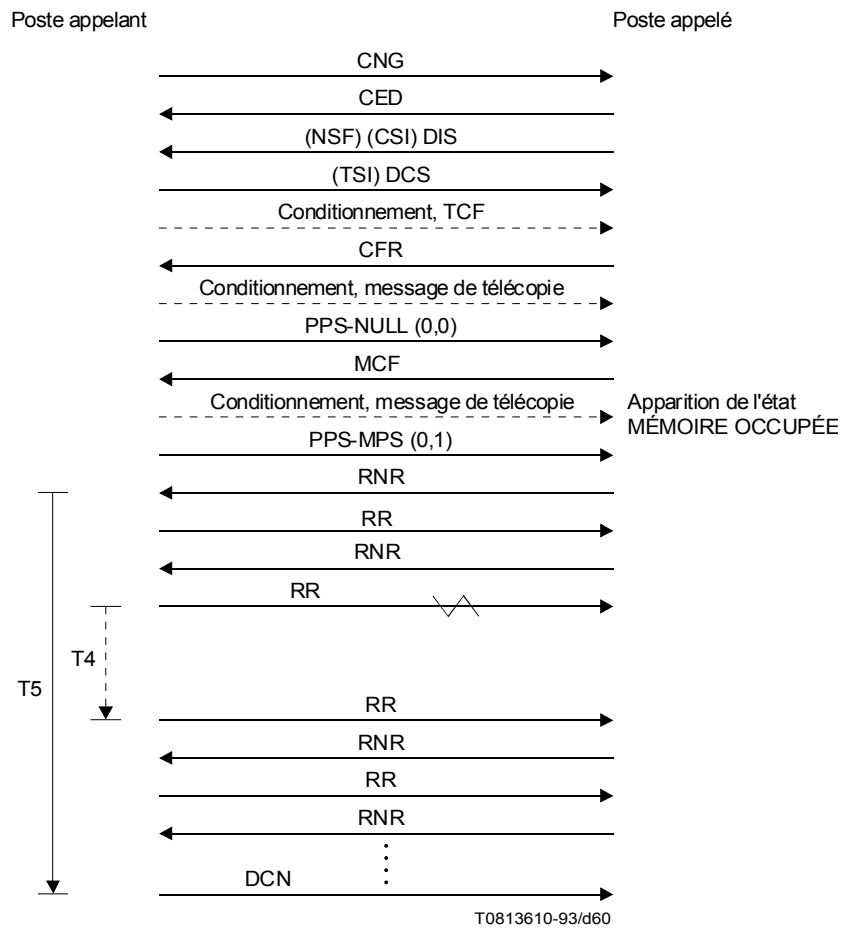 Poste appelant
Poste appelé
CNG
CED
(NSF) (CSI) DIS
(TSI) DCS
Conditionnement, TCF
CFR
Conditionnement, message de télécopie
PPS-NULL (0,0)
MCF
Conditionnement, message de télécopie
Apparition de l'état
MÉMOIRE OCCUPÉE
PPS-MPS (0,1)
RNR
RR
RNR
RR
T4
T5
RR
RNR
RR
RNR
DCN
T0813610-93/d60